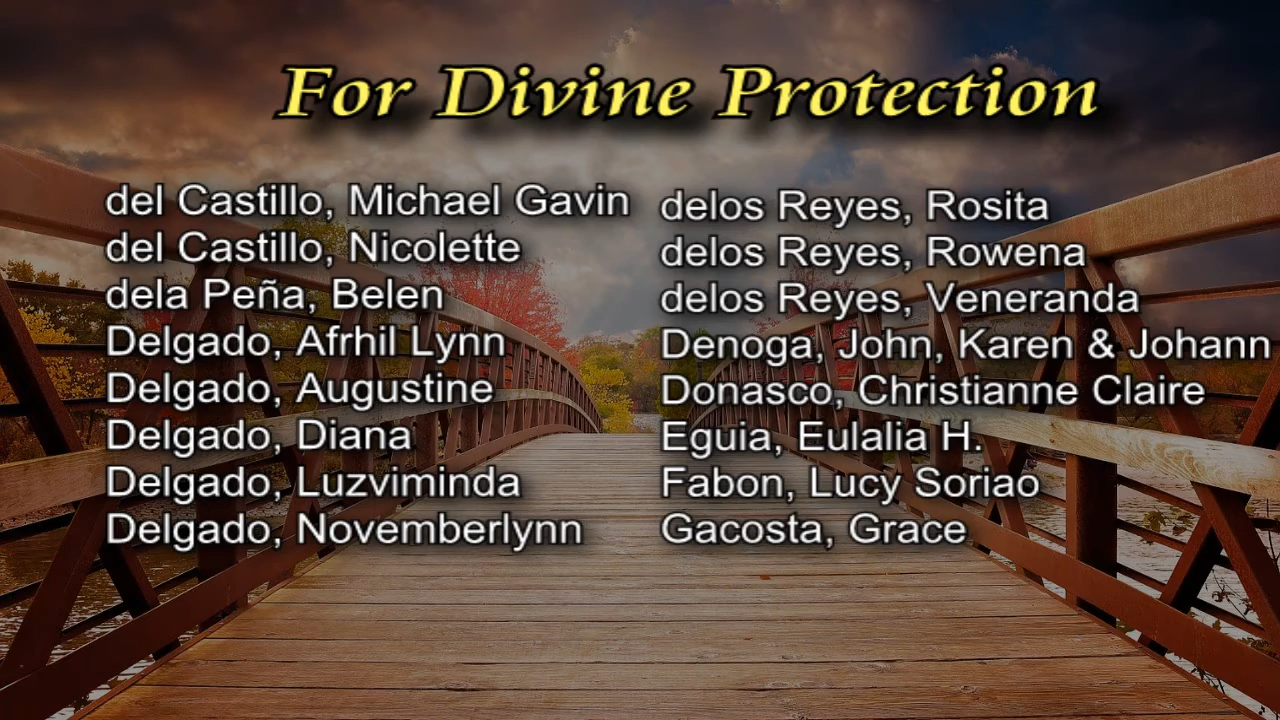 For Divine Protection
del Castillo, Michael Gavin
del Castillo, Nicolette
dela Peña, Belen
Delgado, Afrhil Lynn
Delgado, Augustine
Delgado, Diana
Delgado, Luzviminda
Delgado, Novemberlynn
delos Reyes, Rosita
delos Reyes, Rowena
delos Reyes, Veneranda
Denoga, John, Karen & Johann
Donasco, Christianne Claire
Eguia, Eulalia H.
Fabon, Lucy Soriao
Gacosta, Grace